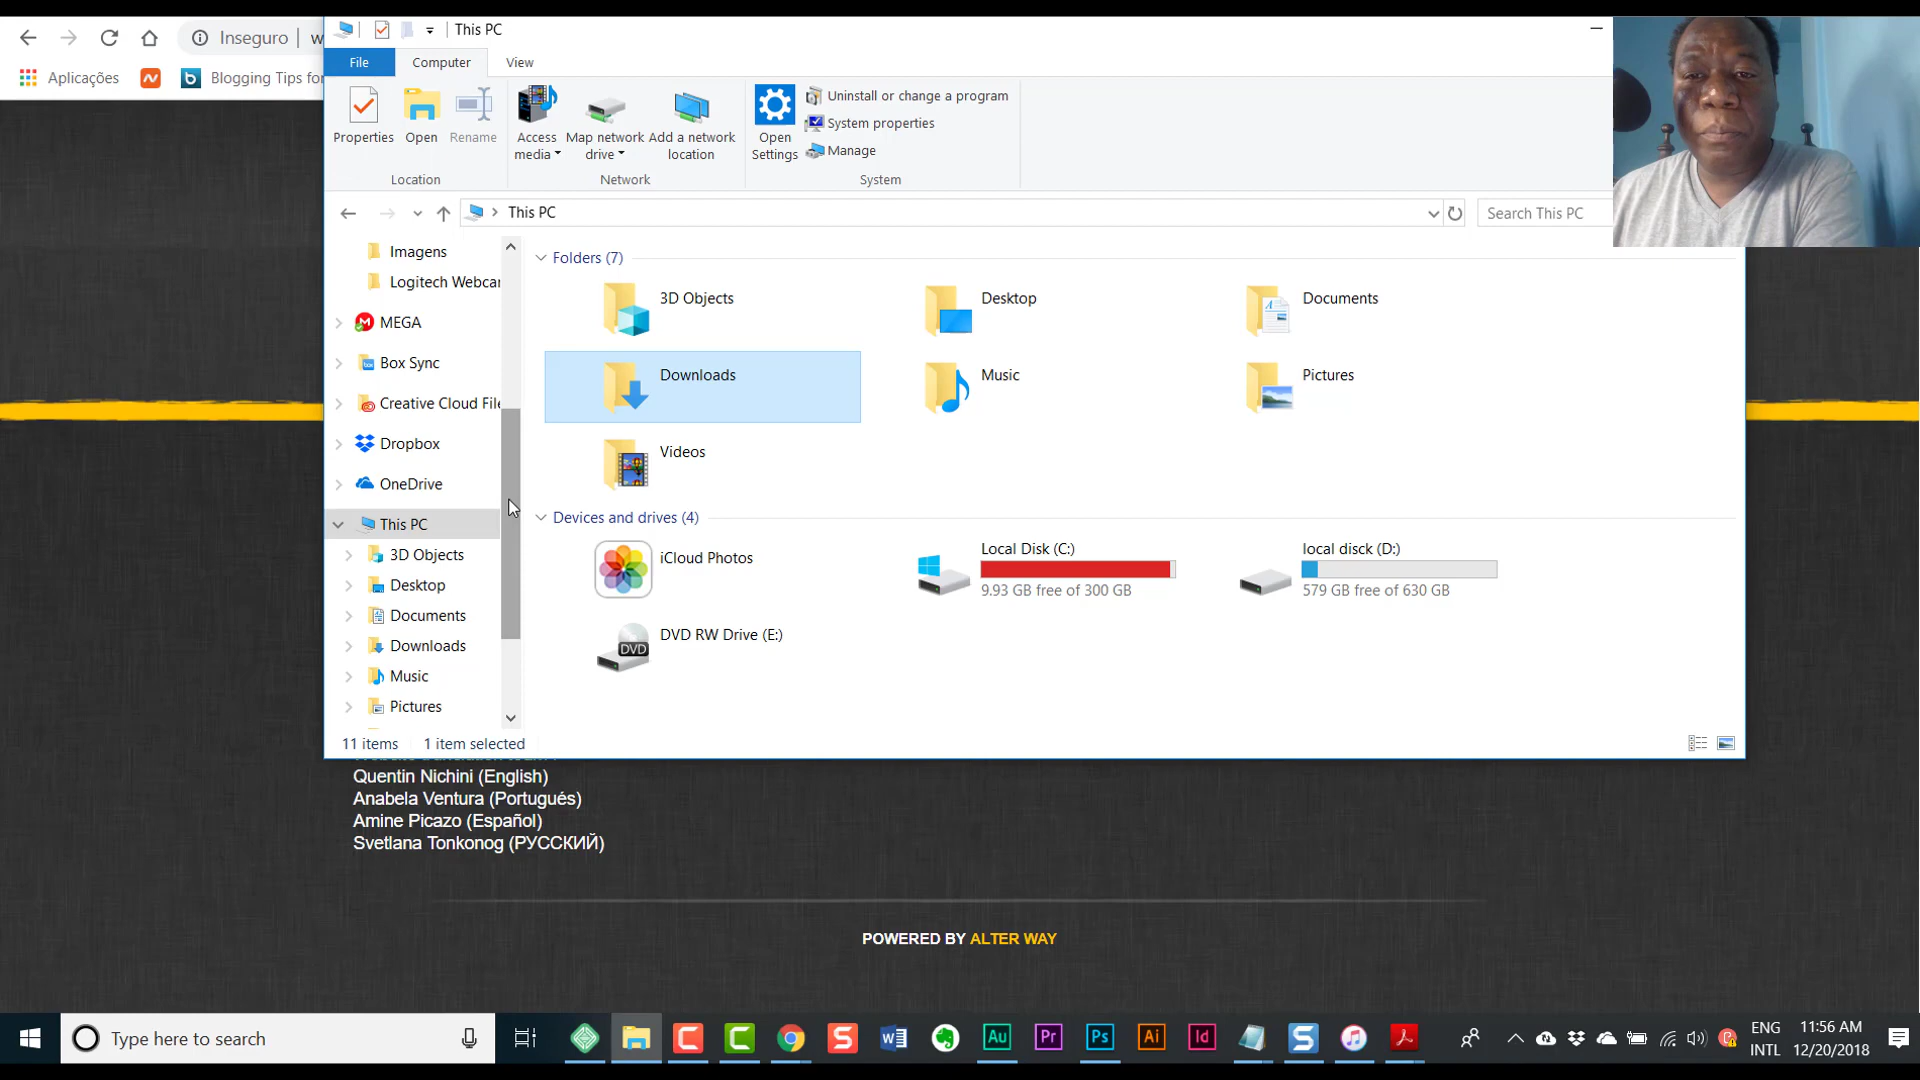 This PC
Inseguro
w
File
Computer
View
Aplicações
Blogging Tips for
Properties
Open
Rename
Access media
Map network drive
Add a network location
Open Settings
Uninstall or change a program
System properties
Manage
Location
Network
System
This PC
Search This PC
Imagens
Logitech Webcar
MEGA
Box Sync
Creative Cloud File
Dropbox
OneDrive
This PC
3D Objects
Desktop
Documents
Downloads
Music
Pictures
Folders (7)
3D Objects
Desktop
Documents
Downloads
Music
Pictures
Videos
Devices and drives (4)
iCloud Photos
Local Disk (C:)
9.93 GB free of 300 GB
local disck (D:)
579 GB free of 630 GB
DVD
DVD RW Drive (E:)
11 items
1 item selected
Quentin Nichini (English)
Anabela Ventura (Portugués)
Amine Picazo (Español)
Svetlana Tonkonog (РУССКИЙ)
POWERED BY ALTER WAY
Type here to search
Au
Pr
Ps
Ai
Id
ENG
INTL
11:56 AM
12/20/2018